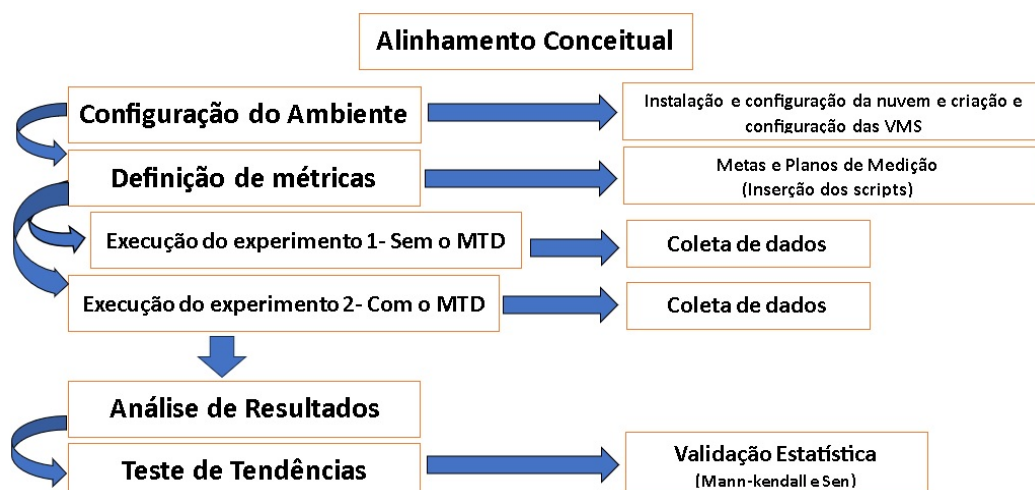 Alinhamento Conceitual
Configuração do Ambiente
Instalação e configuração da nuvem e criação e
configuração das VMS
Definição de métricas
Metas e Planos de Medição
(Inserção dos scripts)
Execução do experimento 1- Sem o MTD
Coleta de dados
Execução do experimento 2- Com o MTD
Coleta de dados
Análise de Resultados
Teste de Tendências
Validação Estatística
(Mann-kendall e Sen)